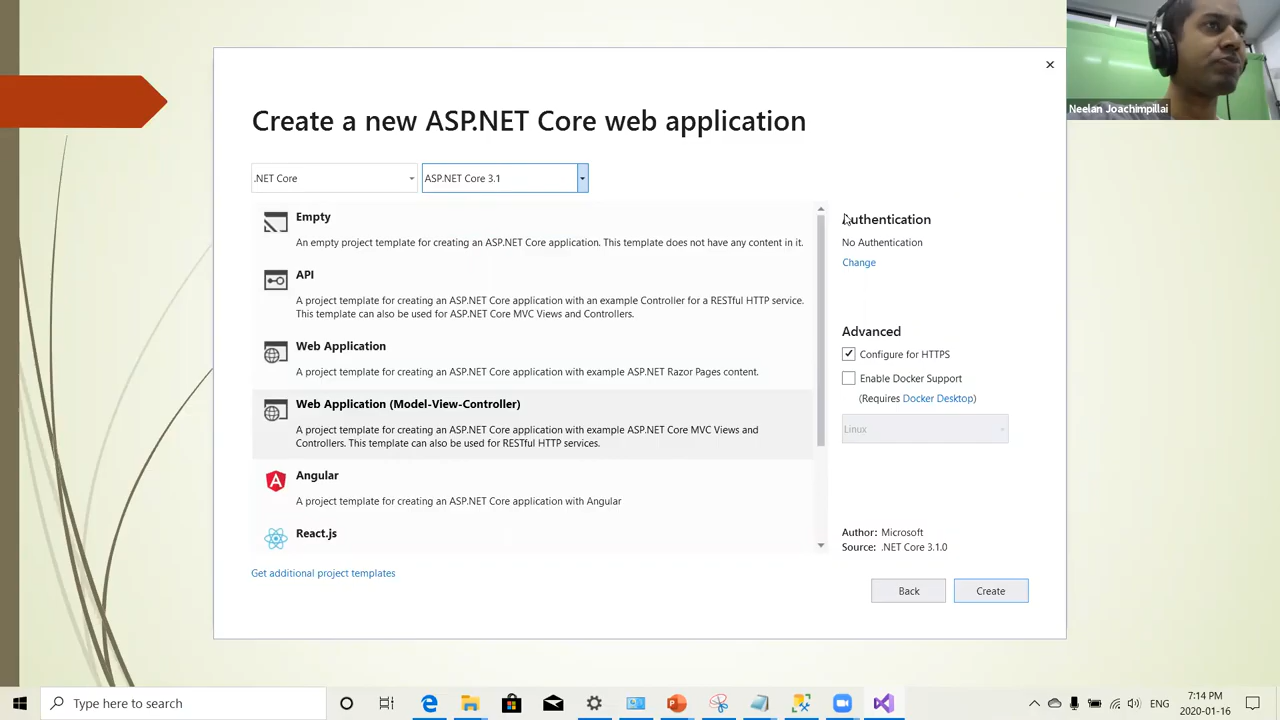 Neelan Joachimpillai
Create a new ASP.NET Core web application
.NET Core
ASP.NET Core 3.1
Empty
An empty project template for creating an ASP.NET Core application. This template does not have any content in it.
API
A project template for creating an ASP.NET Core application with an example Controller for a RESTful HTTP service.
This template can also be used for ASP.NET Core MVC Views and Controllers.
Web Application
A project template for creating an ASP.NET Core application with example ASP.NET Razor Pages content.
Web Application (Model-View-Controller)
A project template for creating an ASP.NET Core application with example ASP.NET Core MVC Views and
Controllers. This template can also be used for RESTful HTTP services.
Angular
A project template for creating an ASP.NET Core application with Angular
React.js
Get additional project templates
Authentication
No Authentication
Change
Advanced
Configure for HTTPS
Enable Docker Support
(Requires Docker Desktop)
Linux
Author: Microsoft
Source: .NET Core 3.1.0
Back
Create
Type here to search
ENG
7:14 PM
2020-01-16